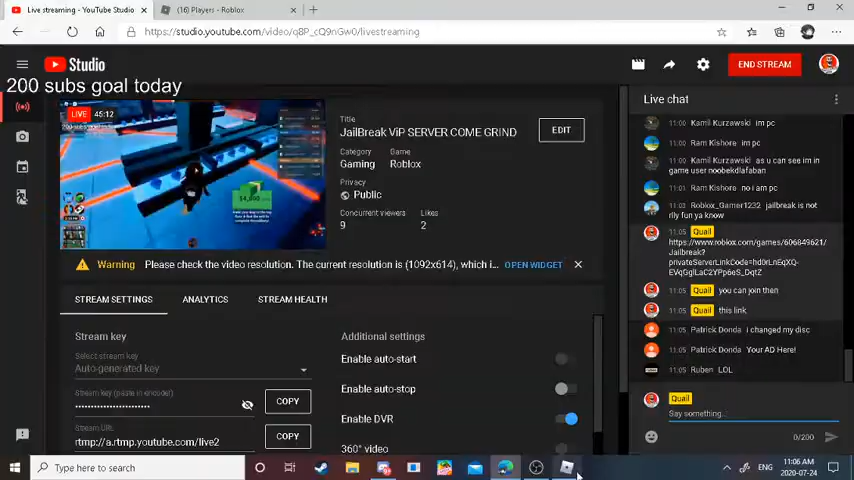 Live streaming - YouTube Studio
(16) Players - Roblox
https://studio.youtube.com/video/q8P_cQ9nGw0/livestreaming
Studio
END STREAM
200 subs goal today
LIVE 45:12
Title
JailBreak ViP SERVER COME GRIND
EDIT
Category
Game
Gaming
Roblox
Privacy
Public
Concurrent viewers
Likes
9
2
Warning
Please check the video resolution. The current resolution is (1092x614), which i...
OPEN WIDGET
STREAM SETTINGS
ANALYTICS
STREAM HEALTH
Stream key
Select stream key
Auto-generated key
Stream key (paste in encoder)
COPY
Stream URL
rtmp://a.rtmp.youtube.com/live2
COPY
Additional settings
Enable auto-start
Enable auto-stop
Enable DVR
360° video
Live chat
11:00 Kamil Kurzawski im pc
11:00 Ram Kishore im pc
11:00 Kamil Kurzawski as u can see im in
game user noobekdlafaban
11:01 Ram Kishore no i am pc
11:03 Roblox_Gamer1232 jailbreak is not
rlly fun ya know
11:05 Quail
https://www.roblox.com/games/606849621/
Jailbreak?
privateServerLinkCode=hd0rLnEqXQ-
EVqGglLaC2YPp6eS_DqtZ
11:05 Quail you can join then
11:05 Quail this link
11:05 Patrick Donda i changed my disc
11:05 Patrick Donda Your AD Here!
11:05 Ruben LOL
Quail
Say something...
0/200
Type here to search
ENG
11:06 AM
2020-07-24